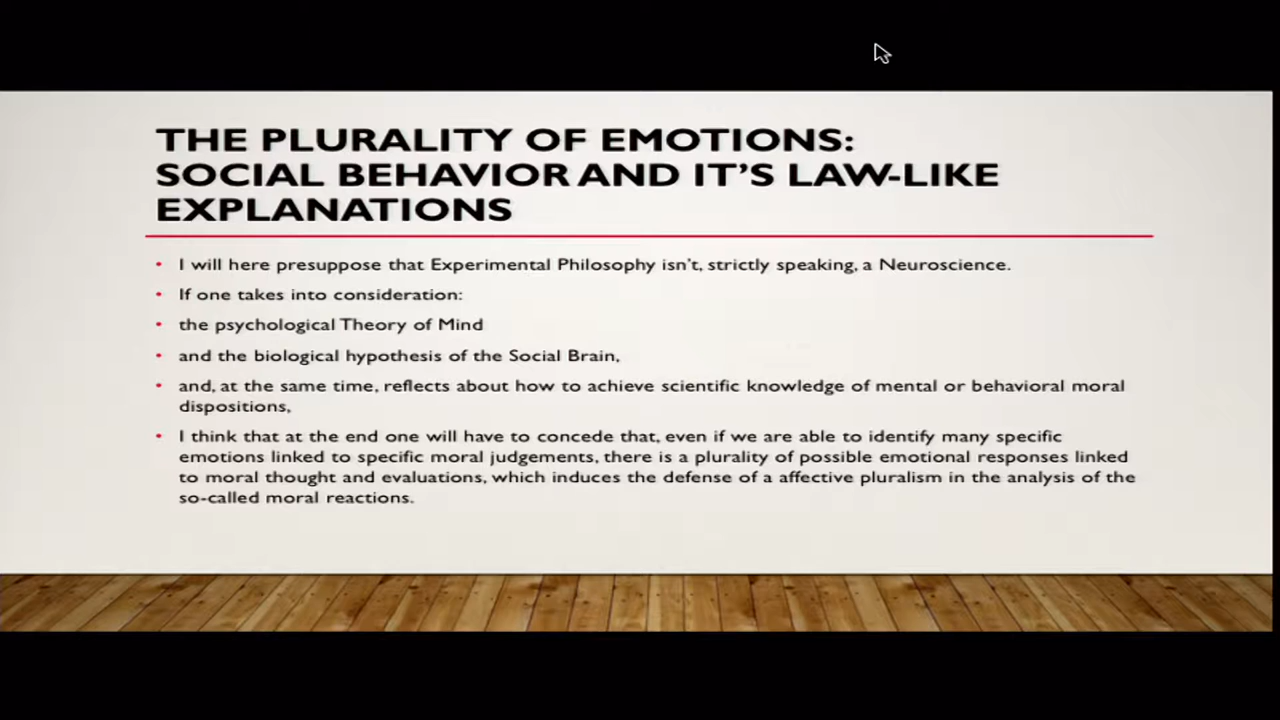 THE PLURALITY OF EMOTIONS:
SOCIAL BEHAVIOR AND IT'S LAW-LIKE
EXPLANATIONS
• I will here presuppose that Experimental Philosophy isn't, strictly speaking, a Neuroscience.
• If one takes into consideration:
• the psychological Theory of Mind
• and the biological hypothesis of the Social Brain,
• and, at the same time, reflects about how to achieve scientific knowledge of mental or behavioral moral
dispositions,
• I think that at the end one will have to concede that, even if we are able to identify many specific
emotions linked to specific moral judgements, there is a plurality of possible emotional responses linked
to moral thought and evaluations, which induces the defense of a affective pluralism in the analysis of the
so-called moral reactions.